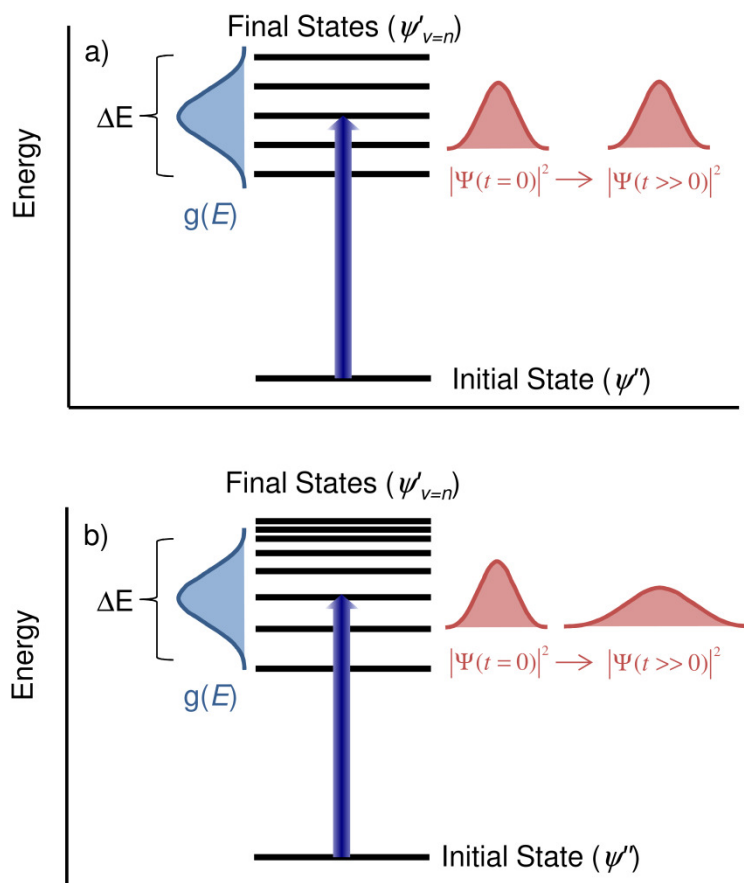 Final States (ψ'v=n)
a)
ΔE
Energy
g(E)
|Ψ(t = 0)|² → |Ψ(t >> 0)|²
Initial State (ψ")
Final States (ψ'v=n)
b)
ΔE
Energy
g(E)
|Ψ(t = 0)|² → |Ψ(t >> 0)|²
Initial State (ψ")